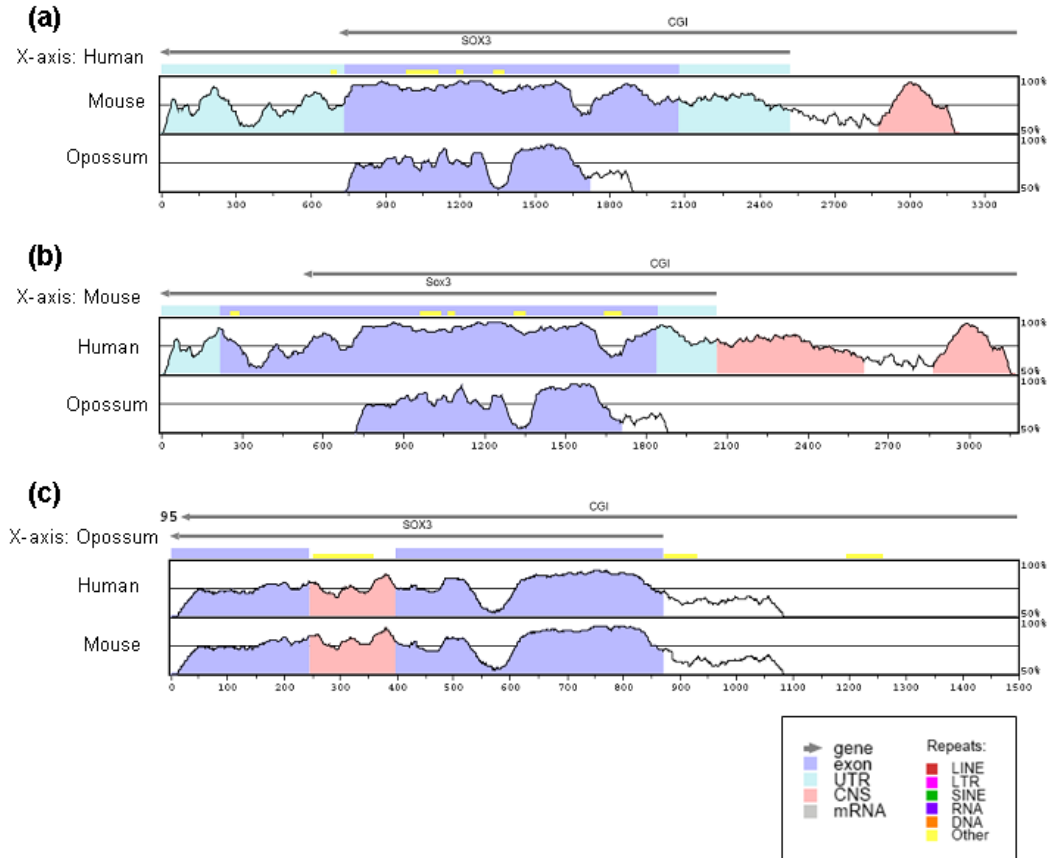 (a)
CGI
SOX3
X-axis: Human
Mouse
100%
50%
Opossum
100%
50%
0 300 600 900 1200 1500 1800 2100 2400 2700 3000 3300
(b)
CGI
Sox3
X-axis: Mouse
Human
100%
50%
Opossum
100%
50%
0 300 600 900 1200 1500 1800 2100 2400 2700 3000
(c)
95
CGI
SOX3
X-axis: Opossum
Human
100%
50%
Mouse
100%
50%
0 100 200 300 400 500 600 700 800 900 1000 1100 1200 1300 1400 1500
gene
exon
UTR
CNS
mRNA
Repeats:
LINE
LTR
SINE
RNA
DNA
Other